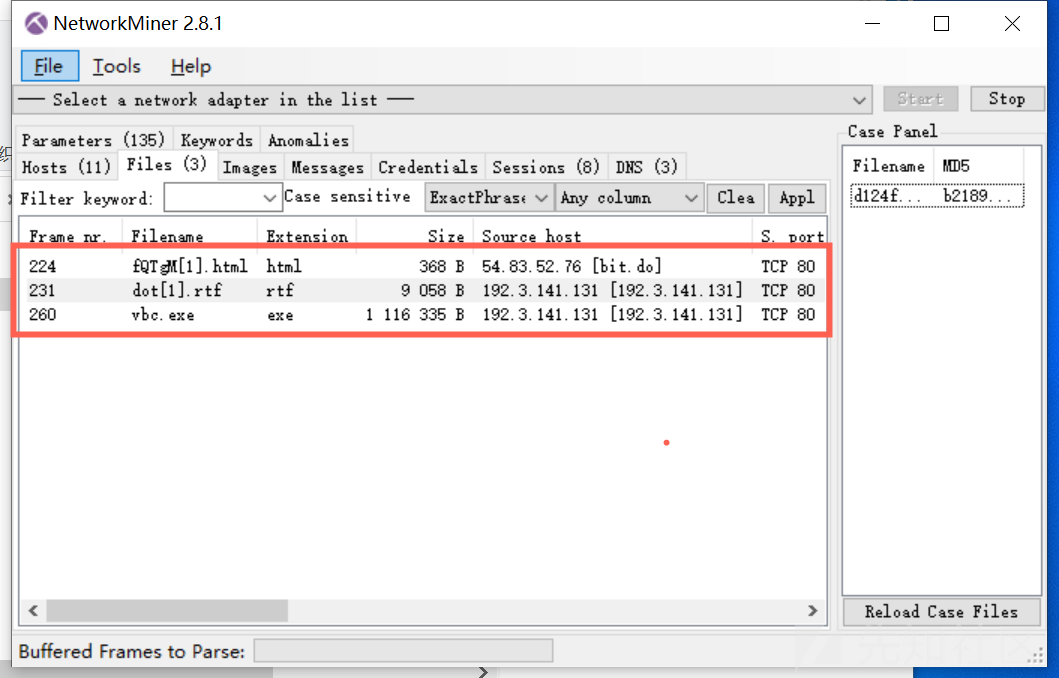 NetworkMiner 2.8.1
File Tools Help
── Select a network adapter in the list ──
Start
Stop
Parameters (135) Keywords Anomalies
Hosts (11) Files (3) Images Messages Credentials Sessions (8) DNS (3)
Filter keyword: Case sensitive ExactPhrase Any column Clea Appl
Frame nr. Filename Extension Size Source host S. port
224 fQTgM[1].html html 368 B 54.83.52.76 [bit.do] TCP 80
231 dot[1].rtf rtf 9 058 B 192.3.141.131 [192.3.141.131] TCP 80
260 vbc.exe exe 1 116 335 B 192.3.141.131 [192.3.141.131] TCP 80
Case Panel
Filename MD5
d124f... b2189...
Reload Case Files
Buffered Frames to Parse: